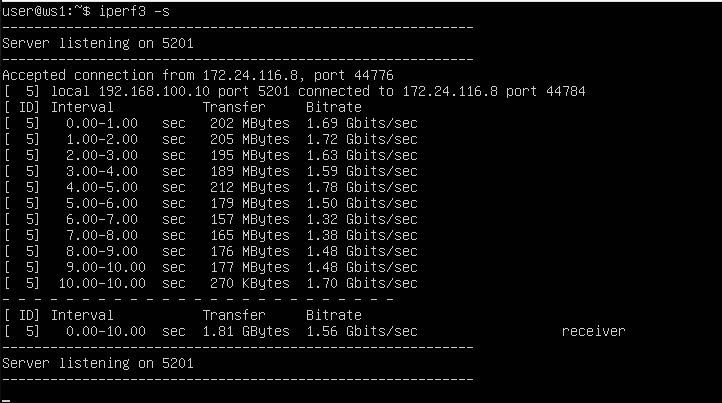 user@ws1:~$ iperf3 -s
-----------------------------------------------------------
Server listening on 5201
-----------------------------------------------------------
Accepted connection from 172.24.116.8, port 44776
[  5] local 192.168.100.10 port 5201 connected to 172.24.116.8 port 44784
[ ID] Interval           Transfer     Bitrate
[  5]   0.00-1.00   sec   202 MBytes  1.69 Gbits/sec
[  5]   1.00-2.00   sec   205 MBytes  1.72 Gbits/sec
[  5]   2.00-3.00   sec   195 MBytes  1.63 Gbits/sec
[  5]   3.00-4.00   sec   189 MBytes  1.59 Gbits/sec
[  5]   4.00-5.00   sec   212 MBytes  1.78 Gbits/sec
[  5]   5.00-6.00   sec   179 MBytes  1.50 Gbits/sec
[  5]   6.00-7.00   sec   157 MBytes  1.32 Gbits/sec
[  5]   7.00-8.00   sec   165 MBytes  1.38 Gbits/sec
[  5]   8.00-9.00   sec   176 MBytes  1.48 Gbits/sec
[  5]   9.00-10.00  sec   177 MBytes  1.48 Gbits/sec
[  5]  10.00-10.00  sec   270 KBytes  1.70 Gbits/sec
- - - - - - - - - - - - - - - - - - - - - - - - -
[ ID] Interval           Transfer     Bitrate
[  5]   0.00-10.00  sec  1.81 GBytes  1.56 Gbits/sec                  receiver
-----------------------------------------------------------
Server listening on 5201
-----------------------------------------------------------